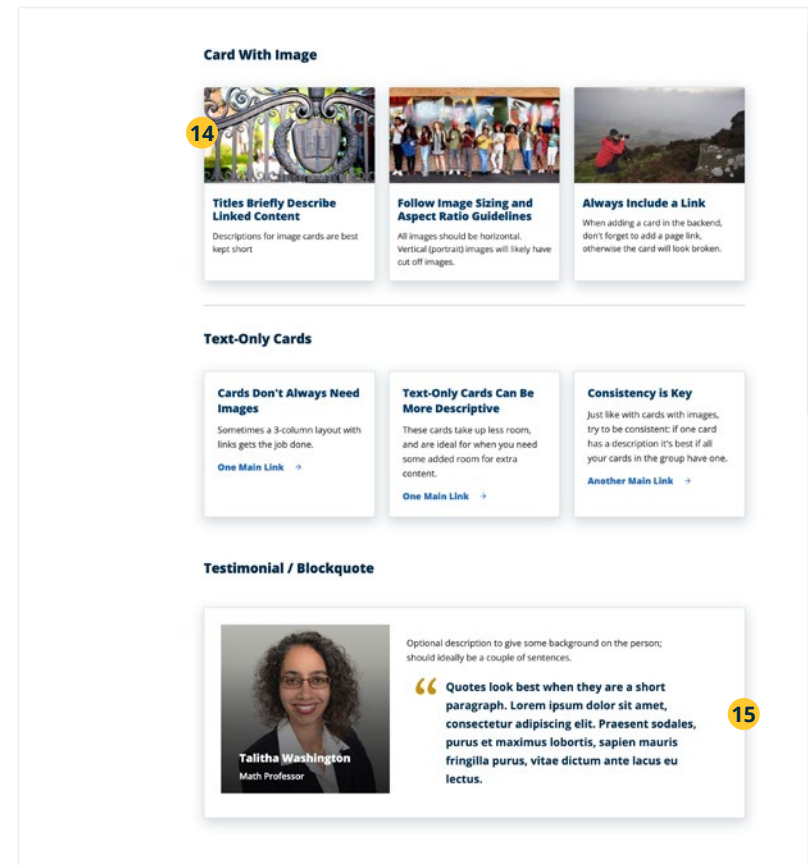 Card With Image
14
Titles Briefly Describe
Linked Content
Descriptions for image cards are best
kept short
Follow Image Sizing and
Aspect Ratio Guidelines
All images should be horizontal.
Vertical (portrait) images will likely have
cut off images.
Always Include a Link
When adding a card in the backend,
don't forget to add a page link,
otherwise the card will look broken.
Text-Only Cards
Cards Don't Always Need
Images
Sometimes a 3-column layout with
links gets the job done.
One Main Link →
Text-Only Cards Can Be
More Descriptive
These cards take up less room,
and are ideal for when you need
some added room for extra
content.
One Main Link →
Consistency is Key
Just like with cards with images,
try to be consistent: if one card
has a description it's best if all
your cards in the group have one.
Another Main Link →
Testimonial / Blockquote
Talitha Washington
Math Professor
Optional description to give some background on the person;
should ideally be a couple of sentences.
“ Quotes look best when they are a short
paragraph. Lorem ipsum dolor sit amet,
consectetur adipiscing elit. Praesent sodales,
purus et maximus lobortis, sapien mauris
fringilla purus, vitae dictum ante lacus eu
lectus.
15